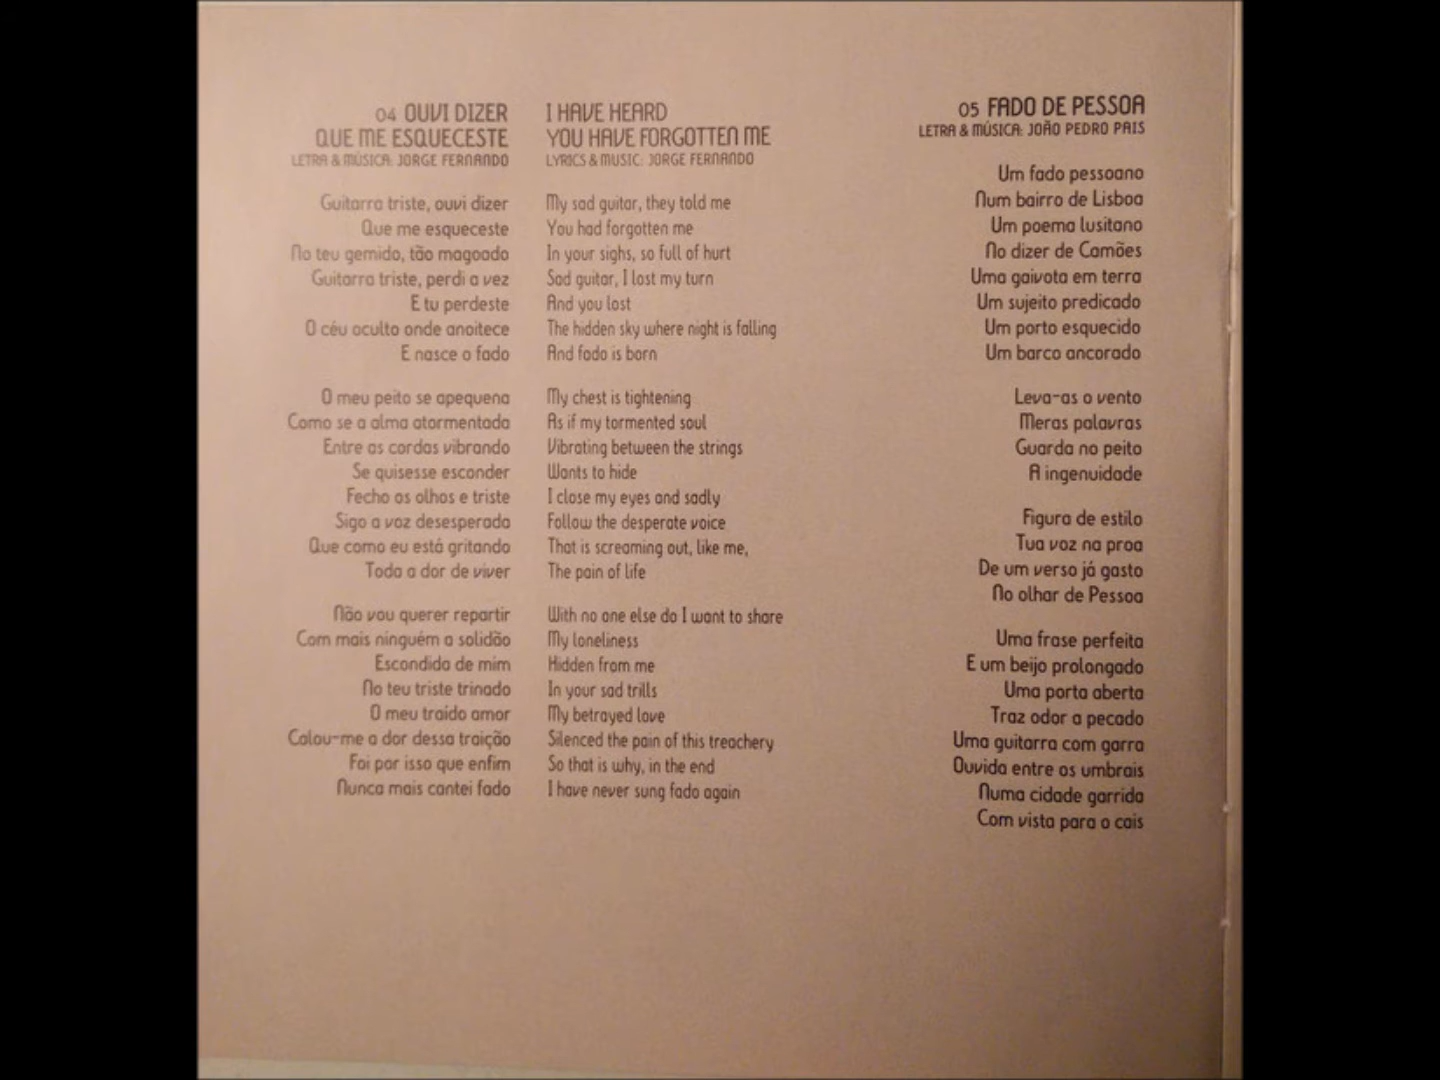 04 OUVI DIZER
QUE ME ESQUECESTE
LETRA & MÚSICA: JORGE FERNANDO
Guitarra triste, ouvi dizer
Que me esqueceste
No teu gemido, tão magoado
Guitarra triste, perdi a vez
E tu perdeste
O céu oculto onde anoitece
E nasce o fado
O meu peito se apequena
Como se a alma atormentada
Entre as cordas vibrando
Se quisesse esconder
Fecho os olhos e triste
Sigo a voz desesperada
Que como eu está gritando
Toda a dor de viver
Não vou querer repartir
Com mais ninguém a solidão
Escondida de mim
No teu triste trinado
O meu traído amor
Calou-me a dor dessa traição
Foi por isso que enfim
Nunca mais cantei fado
I HAVE HEARD
YOU HAVE FORGOTTEN ME
LYRICS & MUSIC: JORGE FERNANDO
My sad guitar, they told me
You had forgotten me
In your sighs, so full of hurt
Sad guitar, I lost my turn
And you lost
The hidden sky where night is falling
And fado is born
My chest is tightening
As if my tormented soul
Vibrating between the strings
Wants to hide
I close my eyes and sadly
Follow the desperate voice
That is screaming out, like me,
The pain of life
With no one else do I want to share
My loneliness
Hidden from me
In your sad trills
My betrayed love
Silenced the pain of this treachery
So that is why, in the end
I have never sung fado again
05 FADO DE PESSOA
LETRA & MÚSICA: JOÃO PEDRO PAIS
Um fado pessoano
Num bairro de Lisboa
Um poema lusitano
No dizer de Camões
Uma gaivota em terra
Um sujeito predicado
Um porto esquecido
Um barco ancorado
Leva-as o vento
Meras palavras
Guarda no peito
A ingenuidade
Figura de estilo
Tua voz na proa
De um verso já gasto
No olhar de Pessoa
Uma frase perfeita
E um beijo prolongado
Uma porta aberta
Traz odor a pecado
Uma guitarra com garra
Ouvida entre os umbrais
Numa cidade garrida
Com vista para o cais